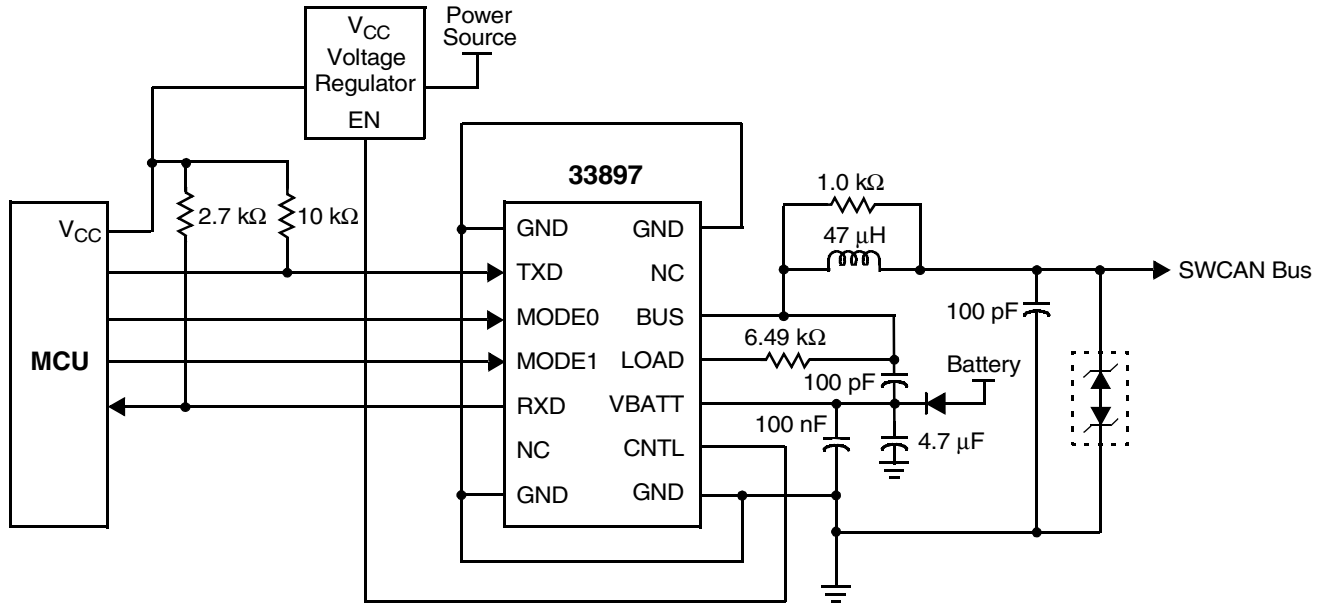 V_CC
Voltage
Regulator
EN
Power
Source
33897
MCU
V_CC
2.7 kΩ
10 kΩ
GND
TXD
MODE0
MODE1
RXD
NC
GND
GND
NC
BUS
LOAD
VBATT
CNTL
GND
1.0 kΩ
47 μH
6.49 kΩ
100 pF
Battery
100 nF
4.7 μF
100 pF
SWCAN Bus